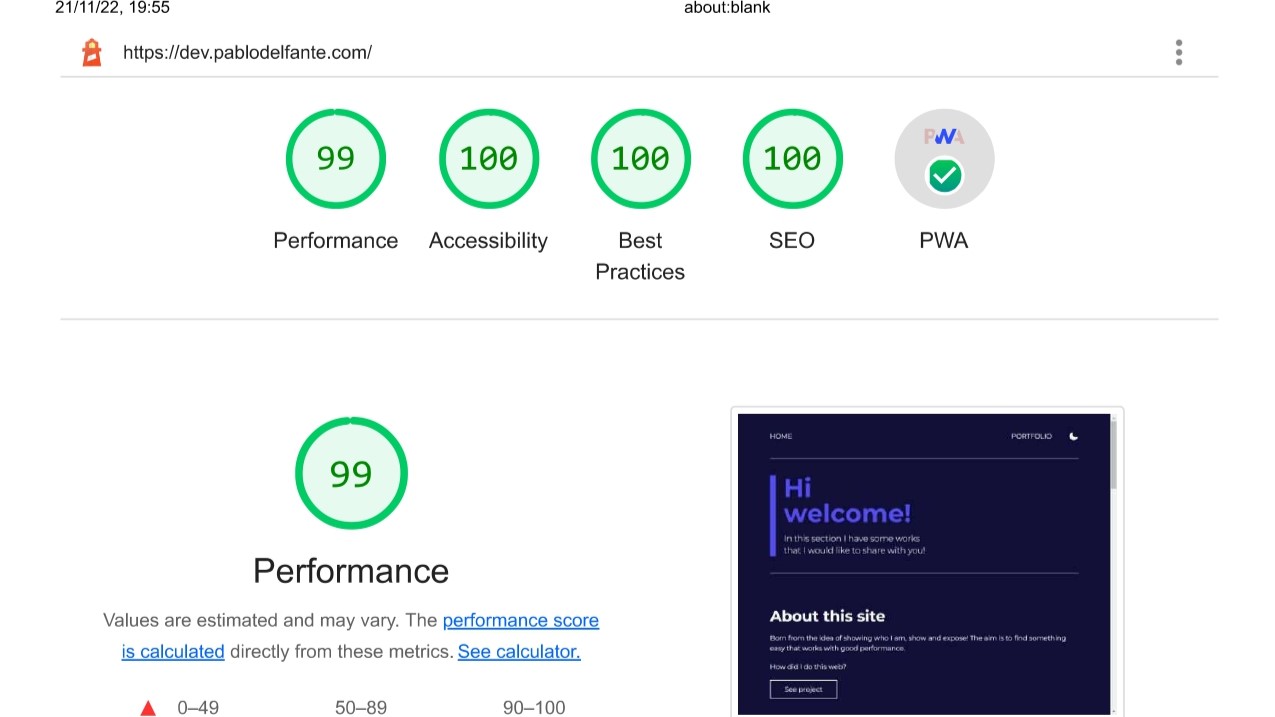 21/11/22, 19:55 about:blank
https://dev.pablodelfante.com/
99 100 100 100 PWA
Performance Accessibility Best Practices SEO PWA
99
Performance
Values are estimated and may vary. The performance score
is calculated directly from these metrics. See calculator.
0–49 50–89 90–100
HOME PORTFOLIO
Hi
welcome!
In this section I have some works
that I would like to share with you!
About this site
Born from the idea of showing who I am, show and expose! The aim is to find something
easy that works with good performance.
How did I do this web?
See project